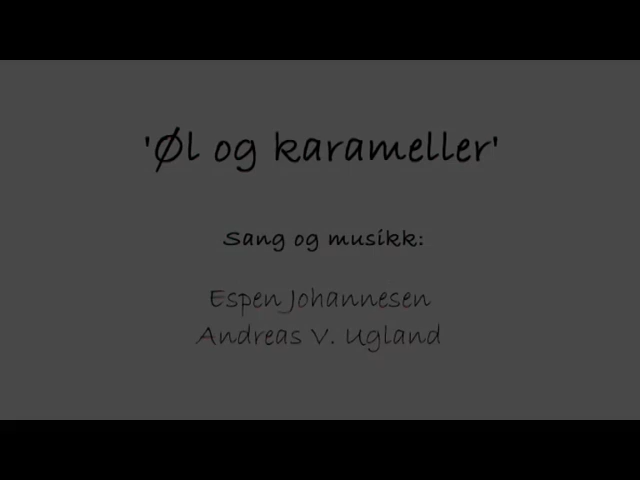 'Øl og karameller'
Sang og musikk:
Espen Johannesen
Andreas V. Ugland